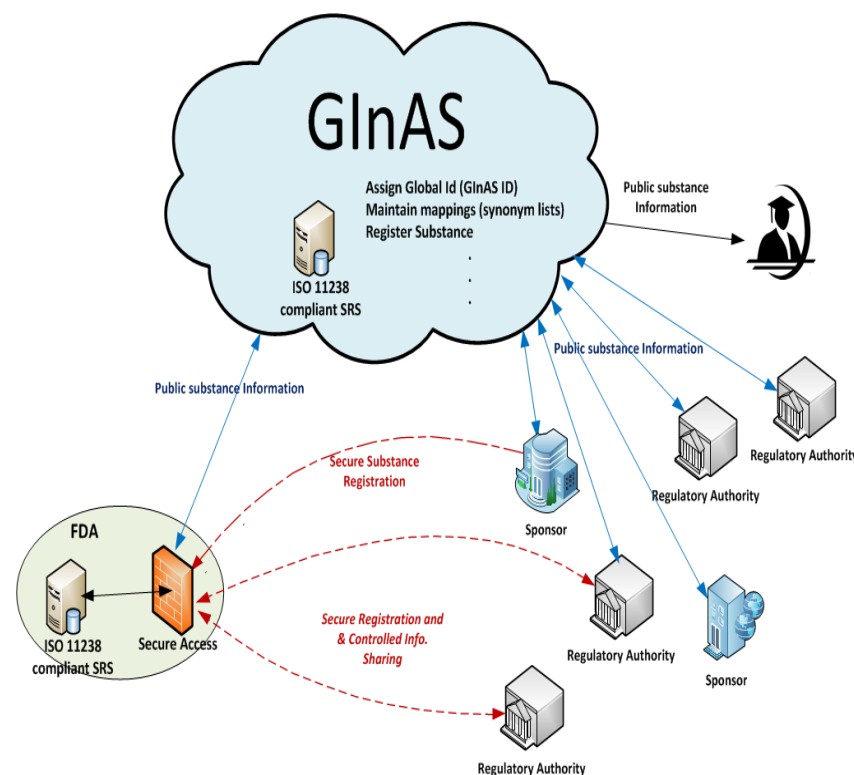 GInAS
Assign Global Id (GInAS ID)
Maintain mappings (synonym lists)
Register Substance
.
.
.
ISO 11238
compliant SRS
Public substance
Information
Public substance Information
Public substance Information
Regulatory Authority
Regulatory Authority
Secure Substance
Registration
Sponsor
FDA
ISO 11238
compliant SRS
Secure Access
Secure Registration and
& Controlled Info.
Sharing
Regulatory Authority
Sponsor
Regulatory Authority